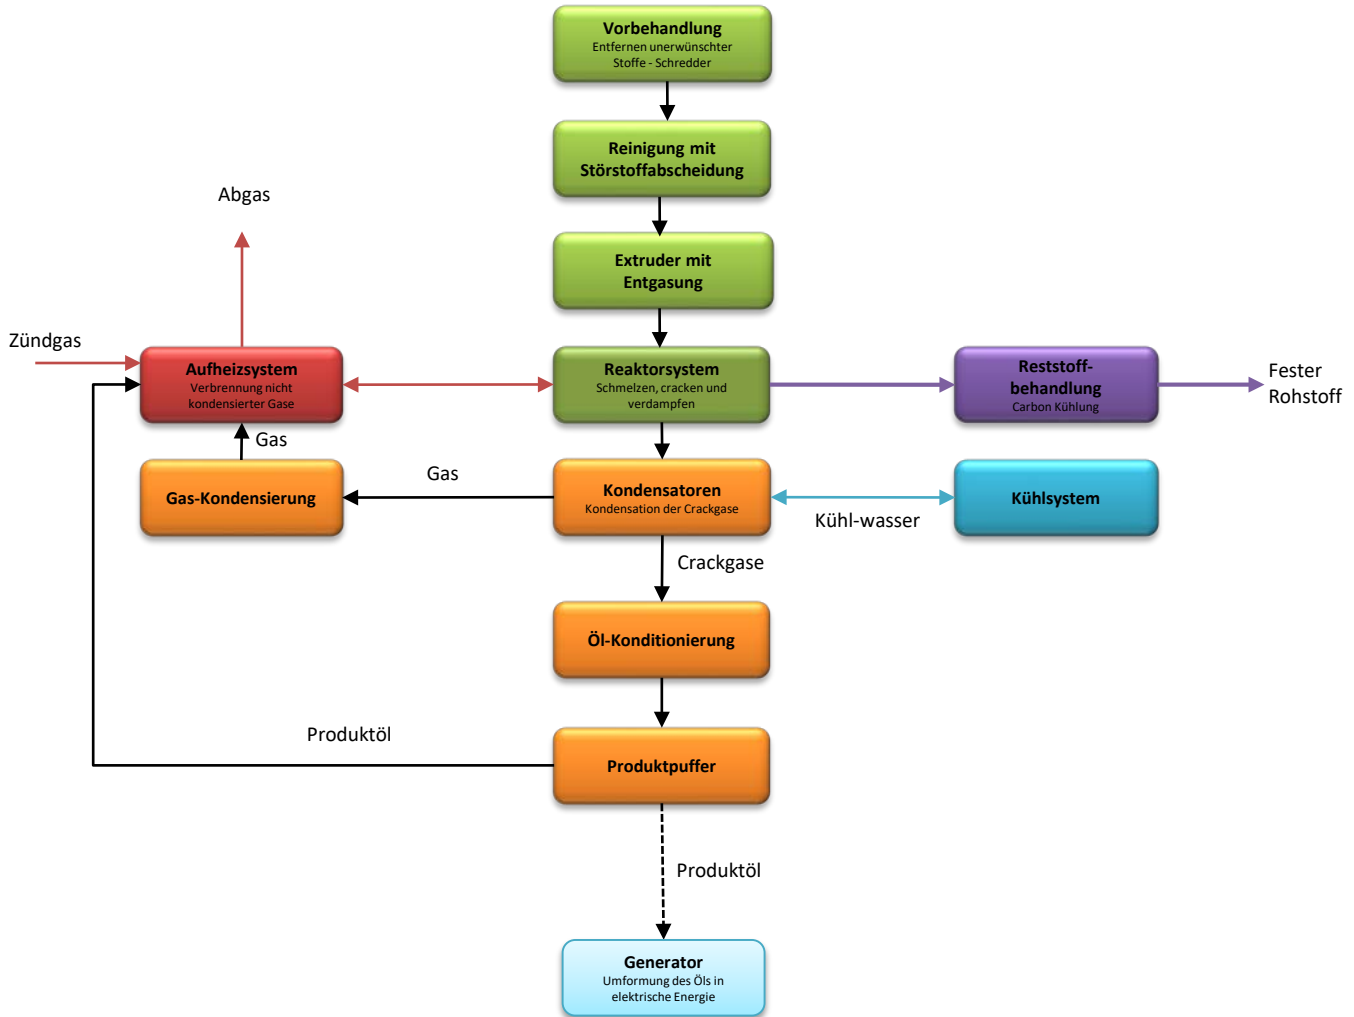 Vorbehandlung
Entfernen unerwünschter
Stoffe - Schredder
Reinigung mit
Störstoffabscheidung
Abgas
Extruder mit
Entgasung
Zündgas
Aufheizsystem
Verbrennung nicht
kondensierter Gase
Reaktorsystem
Schmelzen, cracken und
verdampfen
Reststoff-
behandlung
Carbon Kühlung
Fester
Rohstoff
Gas
Gas-Kondensierung
Gas
Kondensatoren
Kondensation der Crackgase
Kühl-wasser
Kühlsystem
Crackgase
Öl-Konditionierung
Produktöl
Produktpuffer
Produktöl
Generator
Umformung des Öls in
elektrische Energie